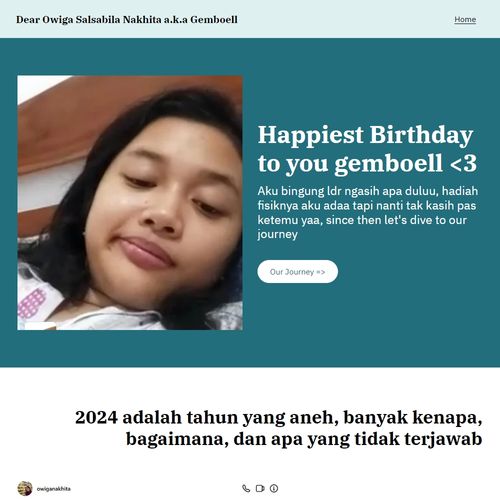 Dear Owiga Salsabila Nakhita a.k.a Gemboell
Home
Happiest Birthday
to you gemboell <3
Aku bingung ldr ngasih apa duluu, hadiah
fisiknya aku adaa tapi nanti tak kasih pas
ketemu yaa, since then let's dive to our
journey
Our Journey =>
2024 adalah tahun yang aneh, banyak kenapa,
bagaimana, dan apa yang tidak terjawab
owiganakhita